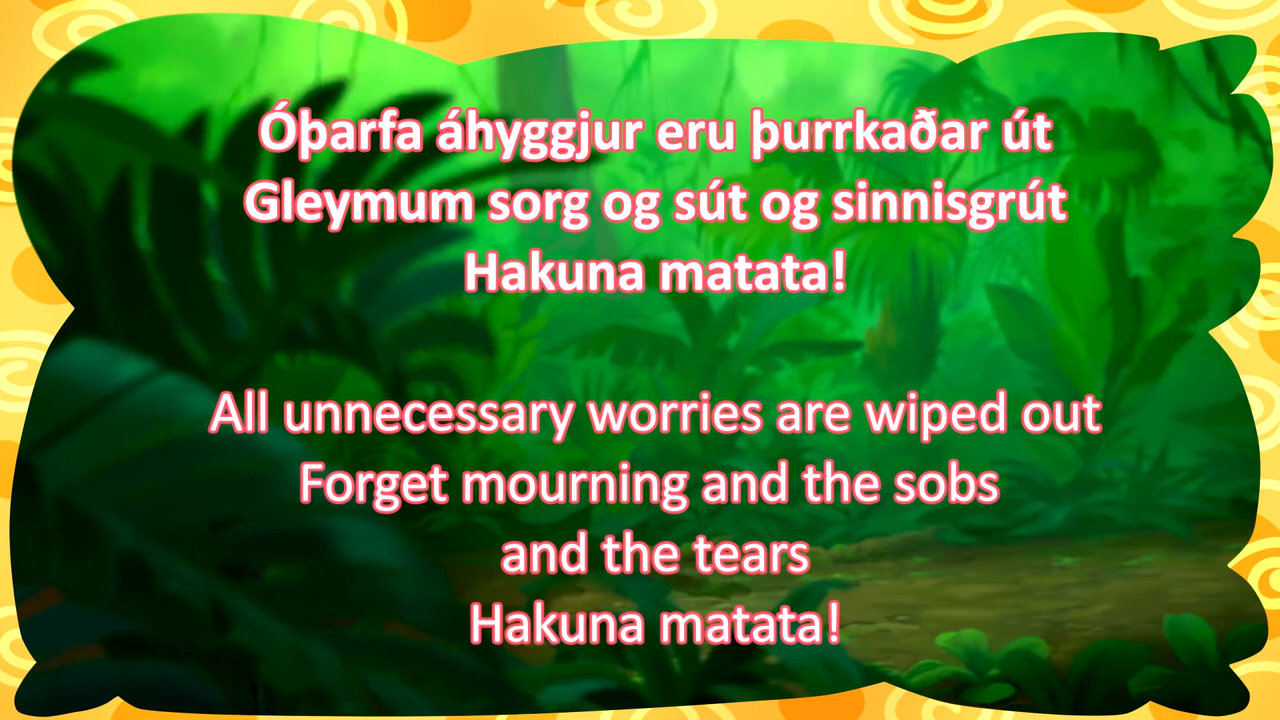 Óþarfa áhyggjur eru þurrkaðar út
Gleymum sorg og sút og sinnisgrút
Hakuna matata!
All unnecessary worries are wiped out
Forget mourning and the sobs
and the tears
Hakuna matata!